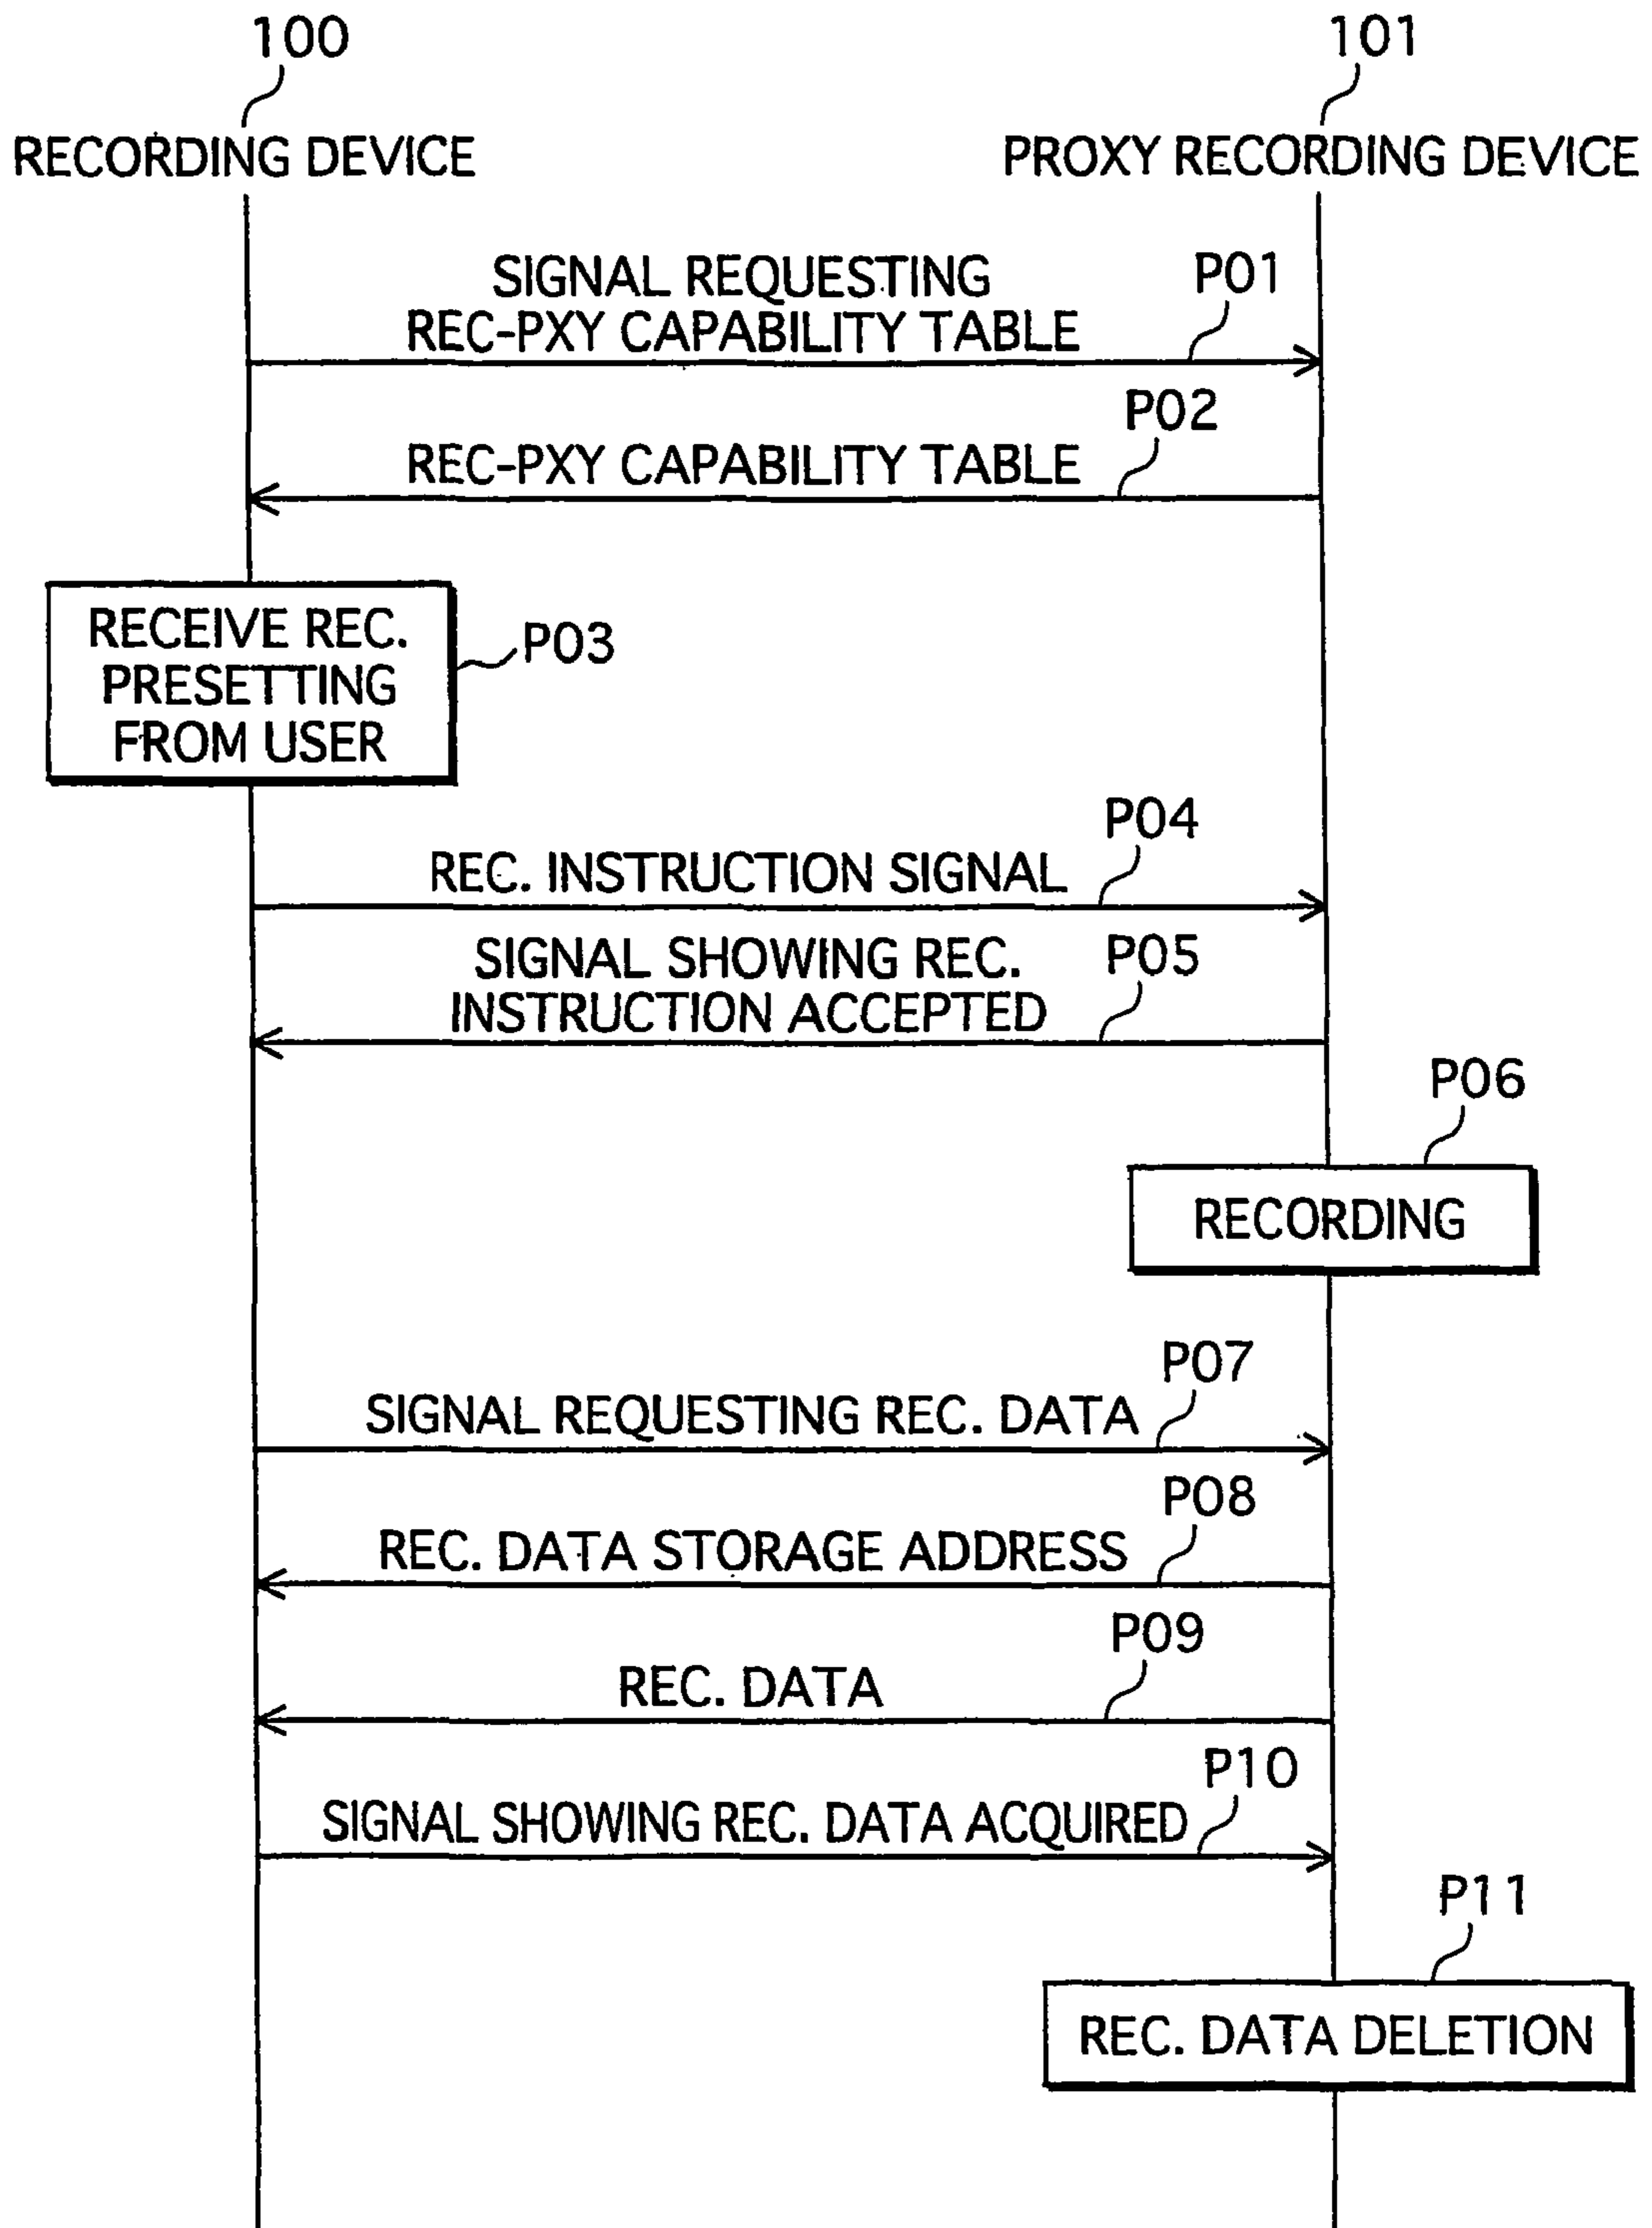 100
101
RECORDING DEVICE
PROXY RECORDING DEVICE
SIGNAL REQUESTING
REC-PXY CAPABILITY TABLE
P01
REC-PXY CAPABILITY TABLE
P02
RECEIVE REC.
PRESETTING
FROM USER
P03
REC. INSTRUCTION SIGNAL
P04
SIGNAL SHOWING REC.
INSTRUCTION ACCEPTED
P05
P06
RECORDING
P07
SIGNAL REQUESTING REC. DATA
P08
REC. DATA STORAGE ADDRESS
P09
REC. DATA
P10
SIGNAL SHOWING REC. DATA ACQUIRED
P11
REC. DATA DELETION